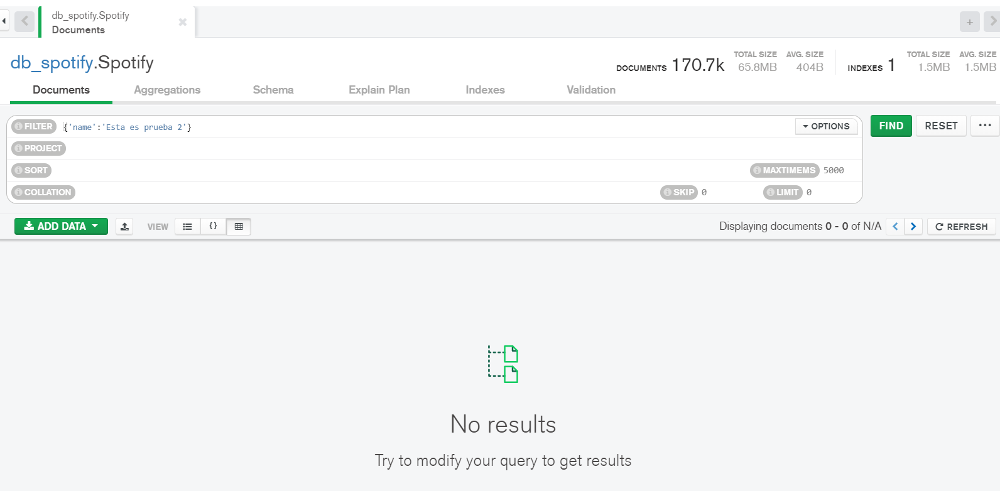 db_spotify.Spotify
Documents
db_spotify.Spotify
DOCUMENTS 170.7k TOTAL SIZE 65.8MB AVG. SIZE 404B INDEXES 1 TOTAL SIZE 1.5MB AVG. SIZE 1.5MB
Documents Aggregations Schema Explain Plan Indexes Validation
FILTER {'name':'Esta es prueba 2'} OPTIONS FIND RESET ...
PROJECT
SORT MAXTIMEMS 5000
COLLATION SKIP 0 LIMIT 0
ADD DATA VIEW { } Displaying documents 0 - 0 of N/A REFRESH
No results
Try to modify your query to get results